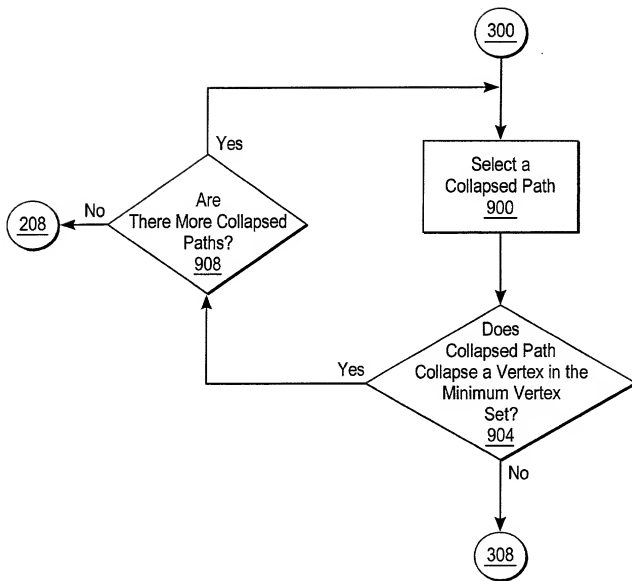 300
Select a
Collapsed Path
900
Yes
Are
There More Collapsed
Paths?
908
No
208
Does
Collapsed Path
Collapse a Vertex in the
Minimum Vertex
Set?
904
Yes
No
308